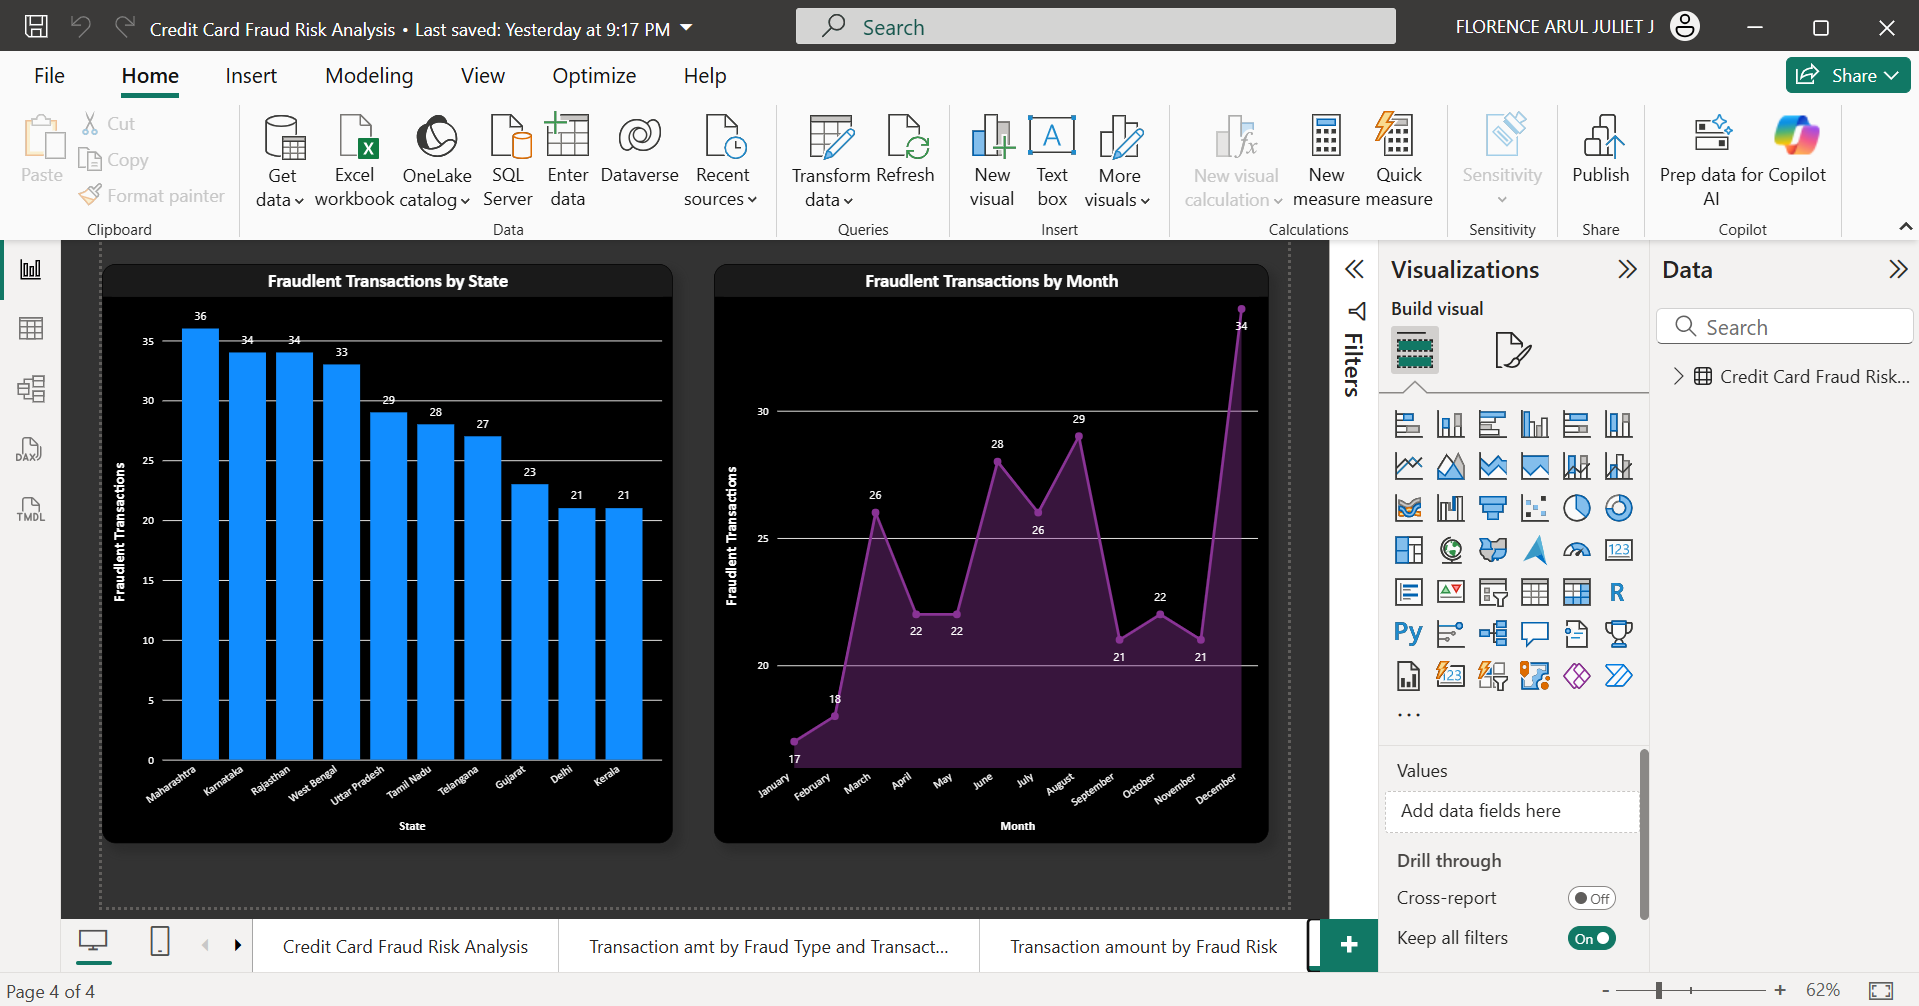 Credit Card Fraud Risk Analysis • Last saved: Yesterday at 9:17 PM
Search
FLORENCE ARUL JULIET J
File
Home
Insert
Modeling
View
Optimize
Help
Share
Paste
Cut
Copy
Format painter
Clipboard
Get data
Excel workbook
OneLake catalog
SQL Server
Enter data
Dataverse
Recent sources
Data
Transform data
Refresh
Queries
New visual
Text box
More visuals
Insert
New visual calculation
New measure
Quick measure
Calculations
Sensitivity
Sensitivity
Publish
Share
Prep data for AI
Copilot
Copilot
DAX
TMDL
Fraudlent Transactions by State
Fraudlent Transactions
35
30
25
20
15
10
5
0
36
34
34
33
29
28
27
23
21
21
Maharashtra
Karnataka
Rajasthan
West Bengal
Uttar Pradesh
Tamil Nadu
Telangana
Gujarat
Delhi
Kerala
State
Fraudlent Transactions by Month
Fraudlent Transactions
30
25
20
17
18
26
22
22
28
26
29
21
22
21
34
January
February
March
April
May
June
July
August
September
October
November
December
Month
Filters
Visualizations
Build visual
123
R
Py
123
...
Values
Add data fields here
Drill through
Cross-report
Off
Keep all filters
On
Data
Search
Credit Card Fraud Risk...
Credit Card Fraud Risk Analysis
Transaction amt by Fraud Type and Transact...
Transaction amount by Fraud Risk
+
Page 4 of 4
- + 62%